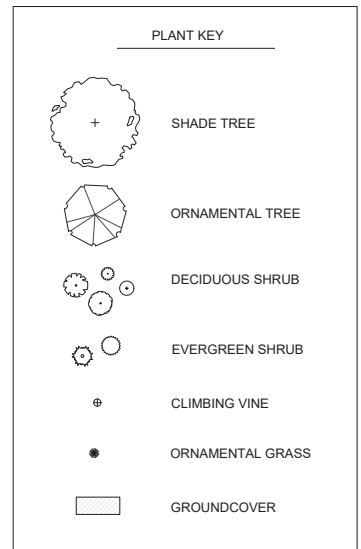 PLANT KEY
SHADE TREE
ORNAMENTAL TREE
DECIDUOUS SHRUB
EVERGREEN SHRUB
CLIMBING VINE
ORNAMENTAL GRASS
GROUNDCOVER